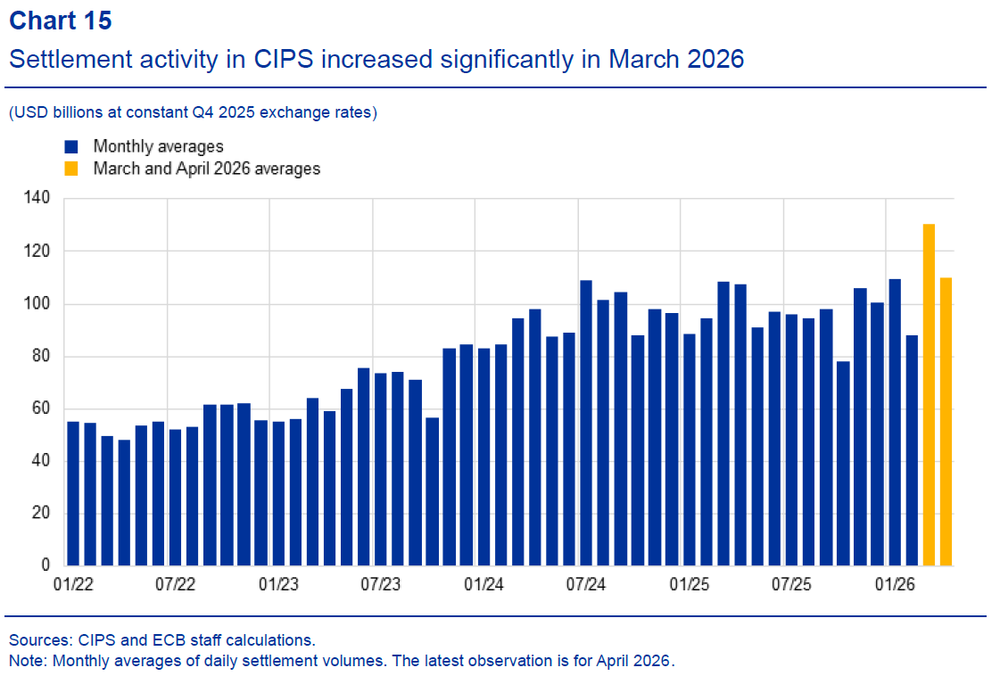 Chart 15
Settlement activity in CIPS increased significantly in March 2026
(USD billions at constant Q4 2025 exchange rates)
Monthly averages
March and April 2026 averages
140
120
100
80
60
40
20
0
01/22 07/22 01/23 07/23 01/24 07/24 01/25 07/25 01/26
Sources: CIPS and ECB staff calculations.
Note: Monthly averages of daily settlement volumes. The latest observation is for April 2026.